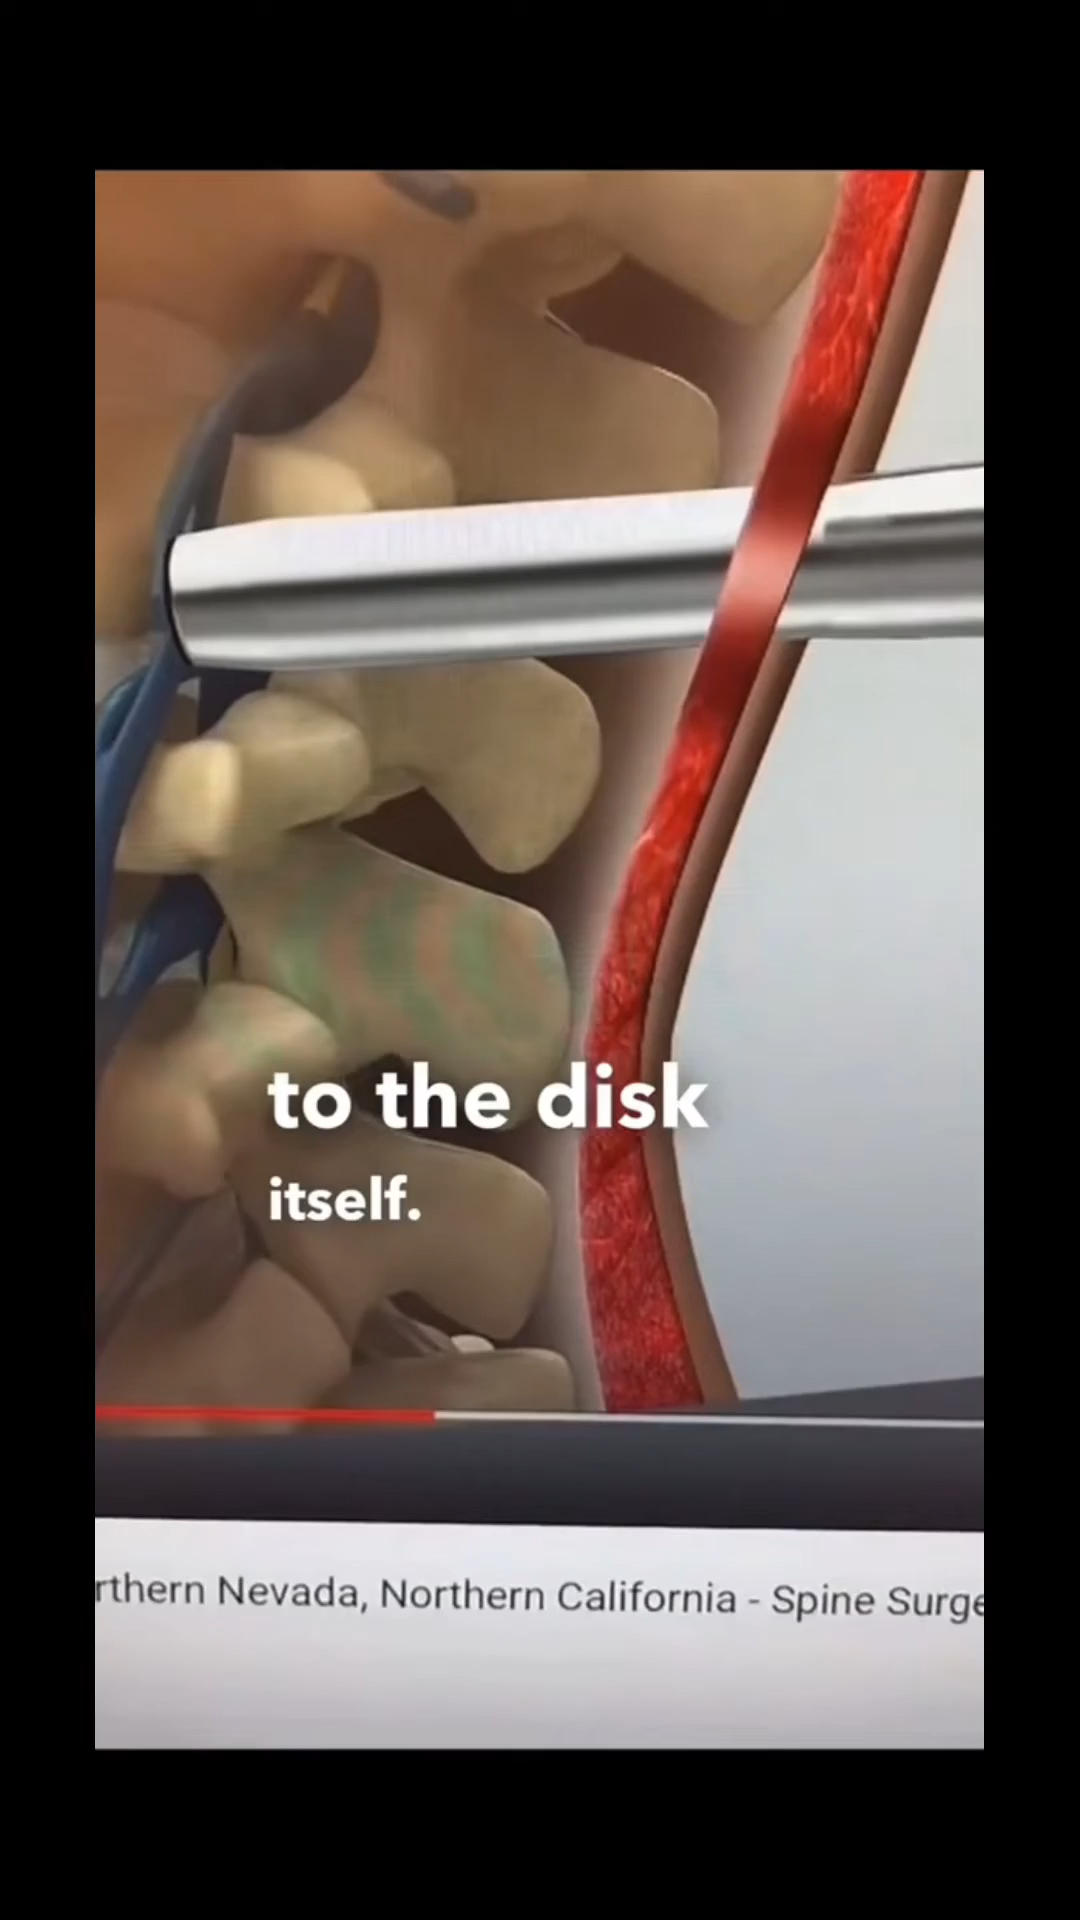 to the disk
itself.
rthern Nevada, Northern California - Spine Surge